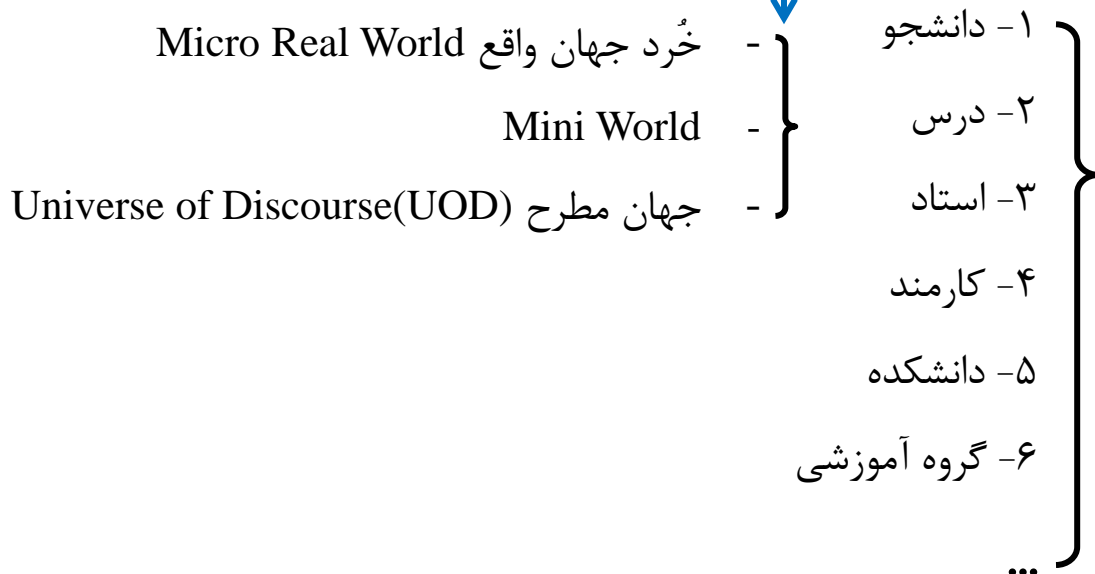 ۱- دانشجو
۲- درس
۳- استاد
۴- کارمند
۵- دانشکده
۶- گروه آموزشی
...
- خُرد جهان واقع Micro Real World
- Mini World
- جهان مطرح Universe of Discourse(UOD)